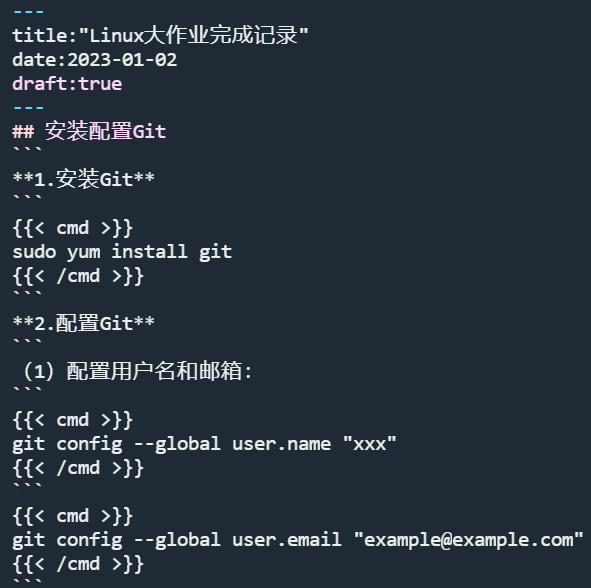 ---
title:"Linux大作业完成记录"
date:2023-01-02
draft:true
---
## 安装配置Git
```
**1.安装Git**
```
{{< cmd >}}
sudo yum install git
{{< /cmd >}}
```
**2.配置Git**
```
（1）配置用户名和邮箱：
```
{{< cmd >}}
git config --global user.name "xxx"
{{< /cmd >}}
```
{{< cmd >}}
git config --global user.email "example@example.com"
{{< /cmd >}}
```